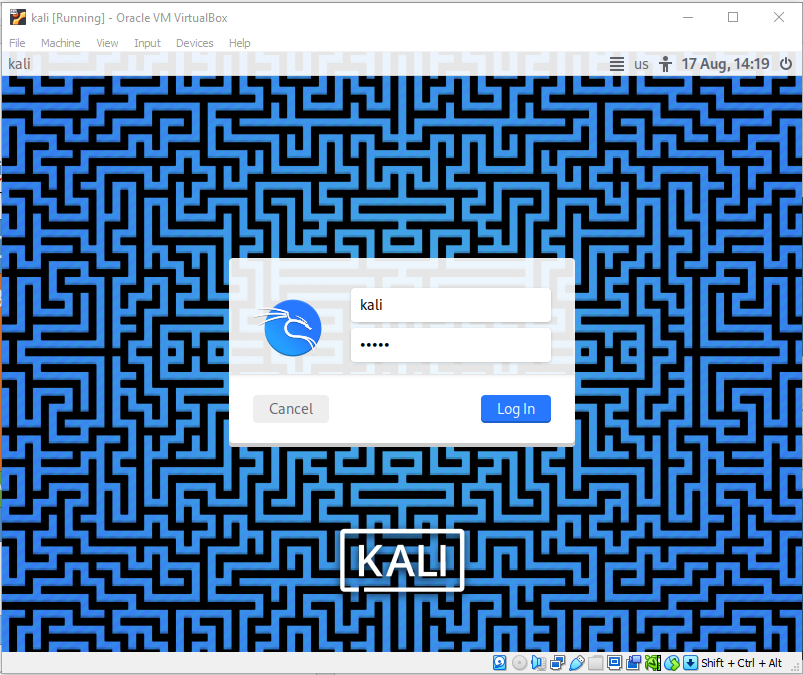 kali [Running] - Oracle VM VirtualBox
File Machine View Input Devices Help
kali us 17 Aug, 14:19
kali
•••••
Cancel Log In
KALI
Shift + Ctrl + Alt